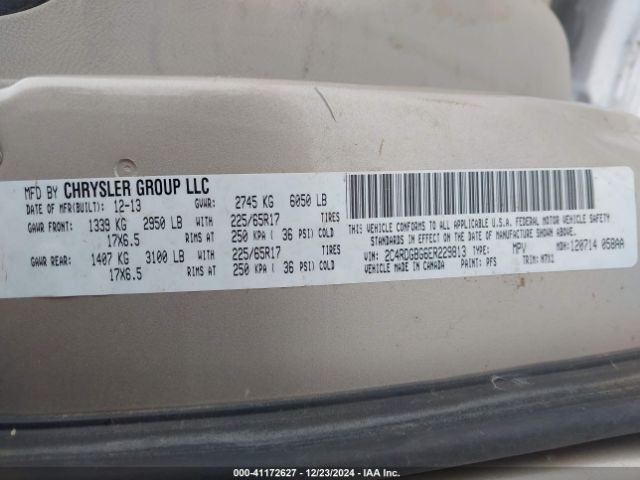 MFD BY CHRYSLER GROUP LLC
DATE OF MFR(BUILT): 12-13 GVWR: 2745 KG 6050 LB
GAWR FRONT: 1339 KG 2950 LB WITH 225/65R17 TIRES
17X6.5 RIMS AT 250 KPA ( 36 PSI) COLD
GAWR REAR: 1407 KG 3100 LB WITH 225/65R17 TIRES
17X6.5 RIMS AT 250 KPA ( 36 PSI) COLD
THIS VEHICLE CONFORMS TO ALL APPLICABLE U.S.A. FEDERAL MOTOR VEHICLE SAFETY
STANDARDS IN EFFECT ON THE DATE OF MANUFACTURE SHOWN ABOVE.
VIN: 2C4RDGBG6ER229813 TYPE: MPV MDH: 120714 058AA
VEHICLE MADE IN CANADA PAINT: PFS TRIM:
000-41172627 - 12/23/2024 - IAA Inc.